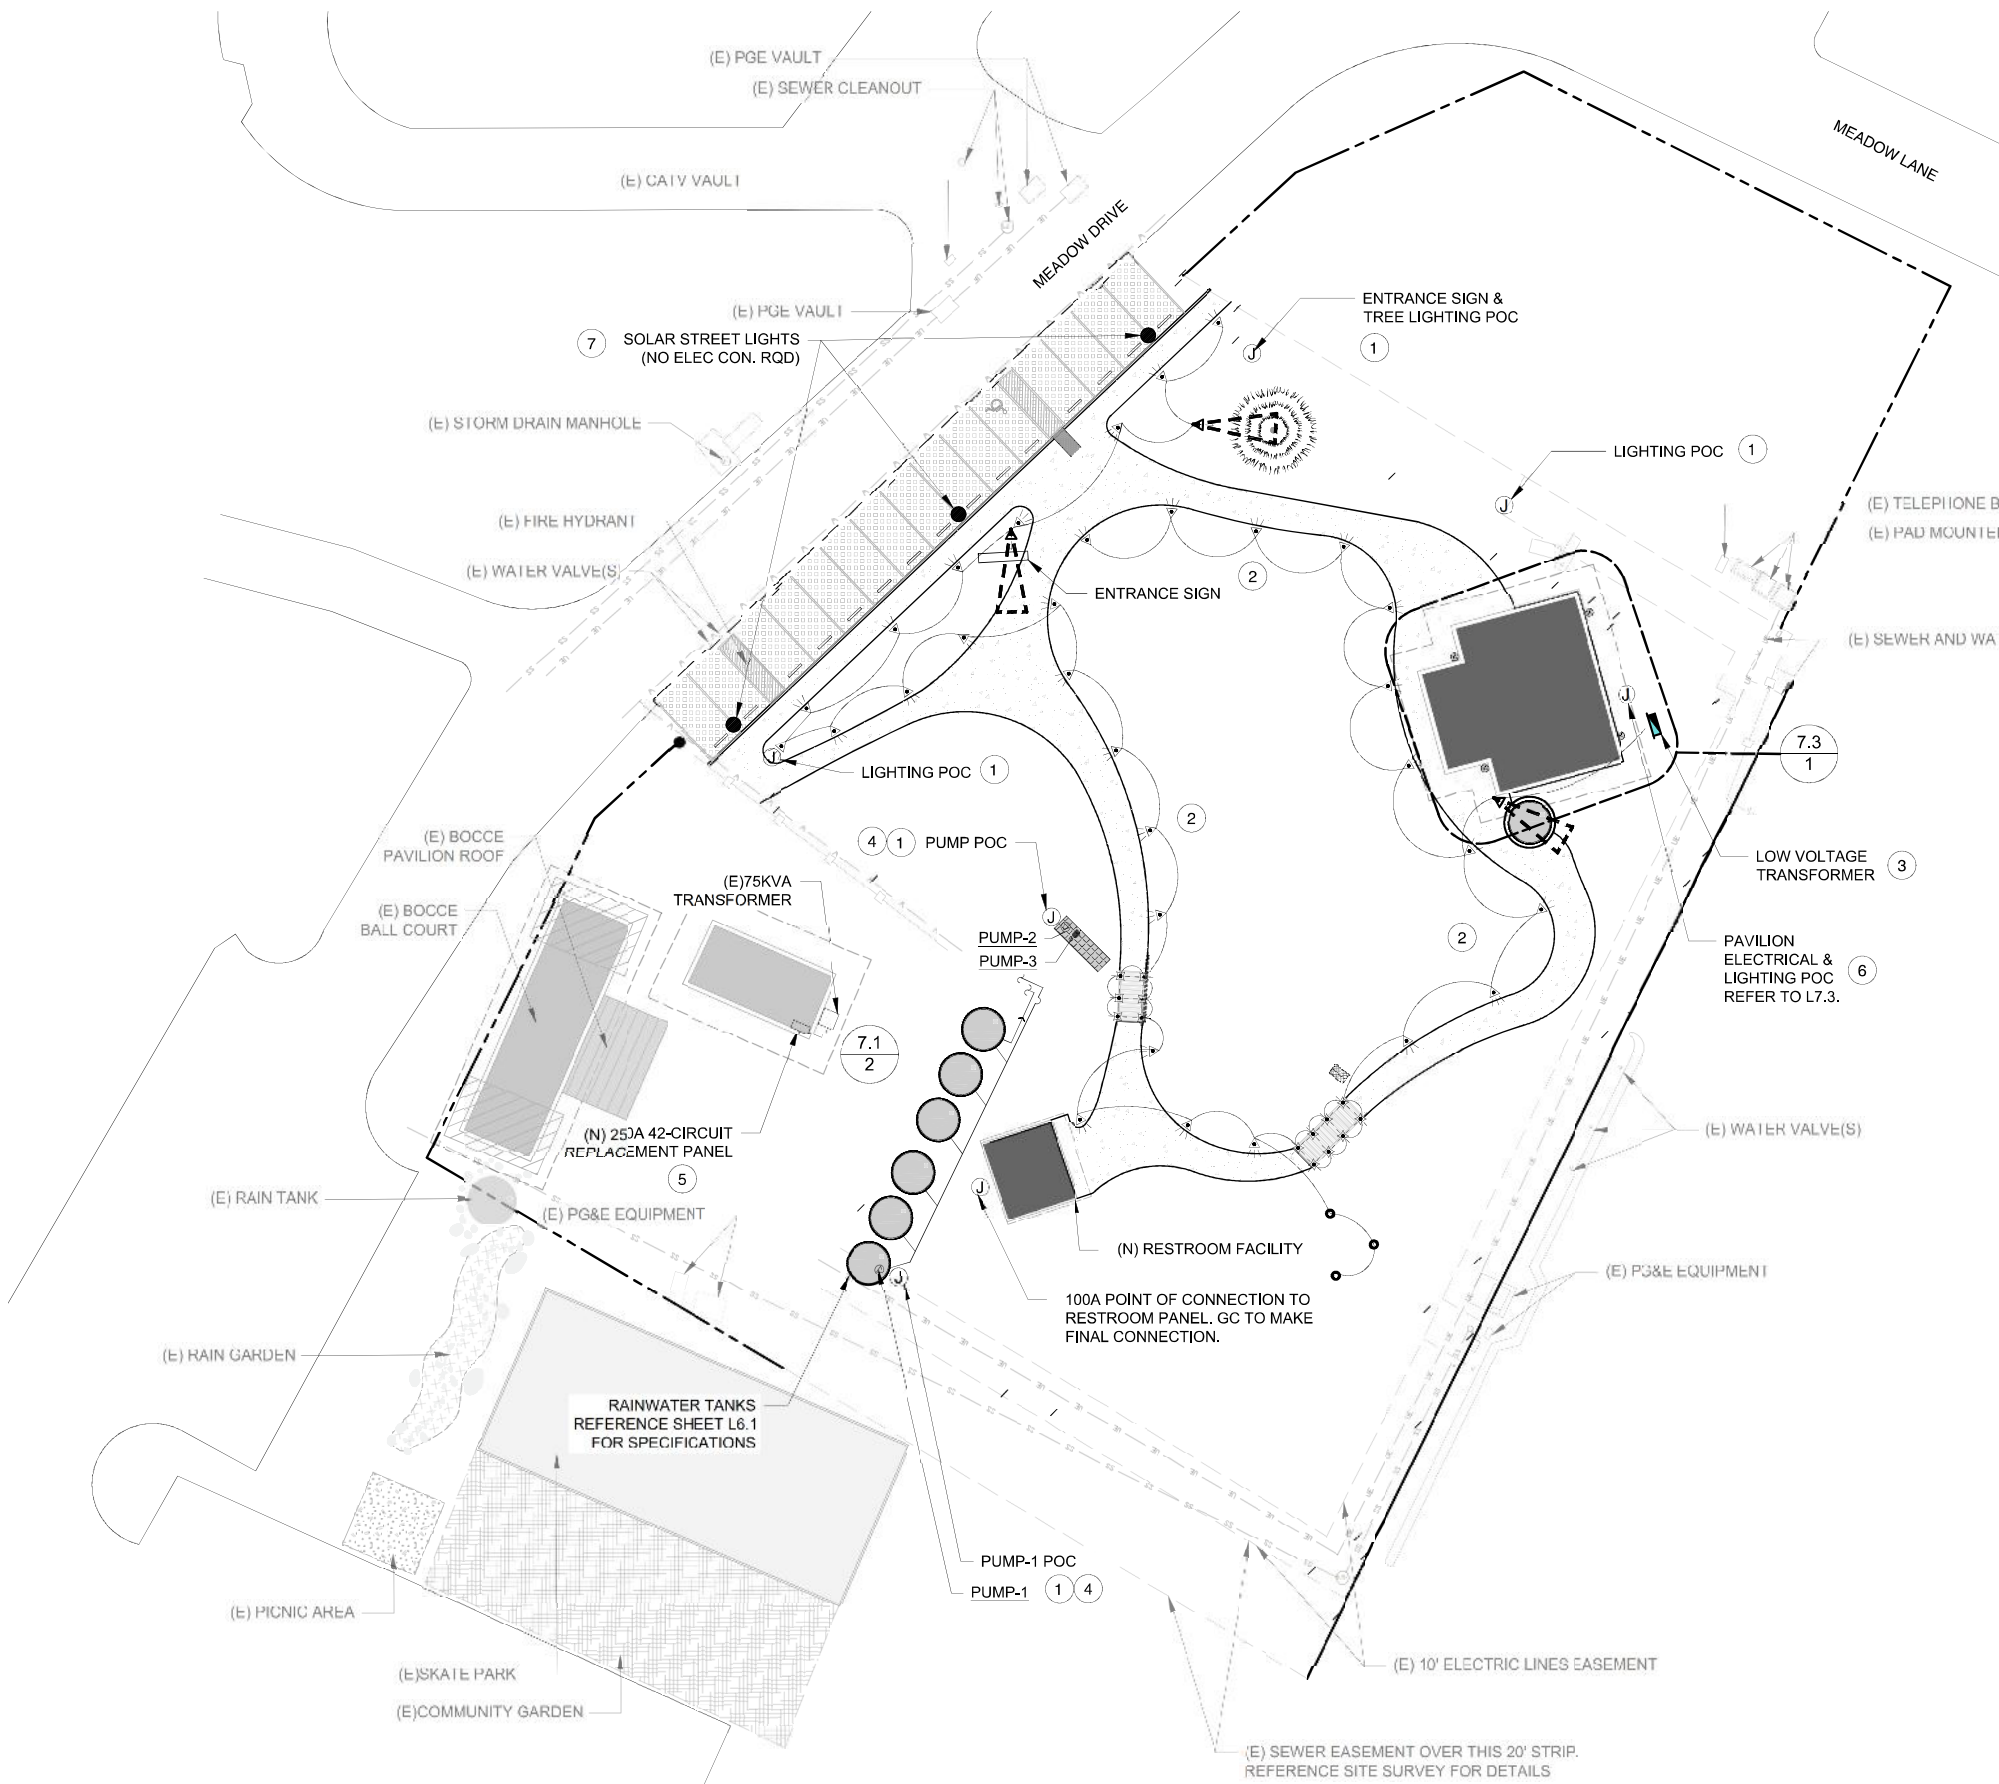 (E) PGE VAULT
(E) SEWER CLEANOUT
MEADOW LANE
(E) CATV VAULT
MEADOW DRIVE
(E) PGE VAULT
ENTRANCE SIGN &
TREE LIGHTING POC
1
7
SOLAR STREET LIGHTS
(NO ELEC CON. RQD)
J
(E) STORM DRAIN MANHOLE
LIGHTING POC
1
J
(E) TELEPHONE B
(E) PAD MOUNTE
(E) FIRE HYDRANT
(E) WATER VALVE(S)
2
ENTRANCE SIGN
(E) SEWER AND WA
J
7.3
1
J
LIGHTING POC
1
2
(E) BOCCE
PAVILION ROOF
4
1
PUMP POC
LOW VOLTAGE
TRANSFORMER
3
(E)75KVA
TRANSFORMER
(E) BOCCE
BALL COURT
J
PUMP-2
PUMP-3
2
PAVILION
ELECTRICAL &
LIGHTING POC
REFER TO L7.3.
6
7.1
2
(N) 250A 42-CIRCUIT
REPLACEMENT PANEL
5
(E) WATER VALVE(S)
(E) RAIN TANK
(E) PG&E EQUIPMENT
J
(N) RESTROOM FACILITY
J
(E) PG&E EQUIPMENT
100A POINT OF CONNECTION TO
RESTROOM PANEL. GC TO MAKE
FINAL CONNECTION.
(E) RAIN GARDEN
RAINWATER TANKS
REFERENCE SHEET L6.1
FOR SPECIFICATIONS
PUMP-1 POC
PUMP-1
1
4
(E) PICNIC AREA
(E)SKATE PARK
(E)COMMUNITY GARDEN
(E) 10' ELECTRIC LINES EASEMENT
(E) SEWER EASEMENT OVER THIS 20' STRIP.
REFERENCE SITE SURVEY FOR DETAILS